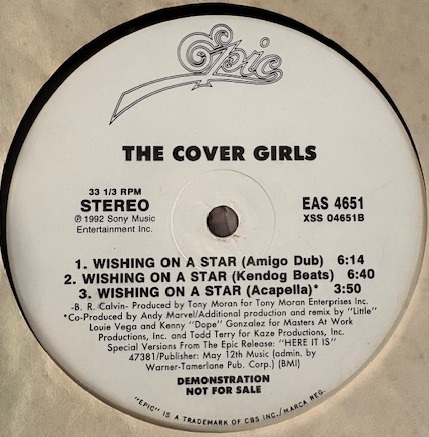 Epic
THE COVER GIRLS
33 1/3 RPM
STEREO
℗ 1992 Sony Music
Entertainment Inc.
EAS 4651
XSS 04651B
1. WISHING ON A STAR (Amigo Dub) 6:14
2. WISHING ON A STAR (Kendog Beats) 6:40
3. WISHING ON A STAR (Acapella)* 3:50
-B. R. Calvin- Produced by Tony Moran for Tony Moran Enterprises Inc.
*Co-Produced by Andy Marvel/Additional production and remix by "Little"
Louie Vega and Kenny "Dope" Gonzalez for Masters At Work
Productions, Inc. and Todd Terry for Kaze Productions, Inc.
Special Versions From The Epic Release: "HERE IT IS"
47381/Publisher: May 12th Music (admin. by
Warner-Tamerlane Pub. Corp.) (BMI)
DEMONSTRATION
NOT FOR SALE
"EPIC" IS A TRADEMARK OF CBS INC./MARCA REG.